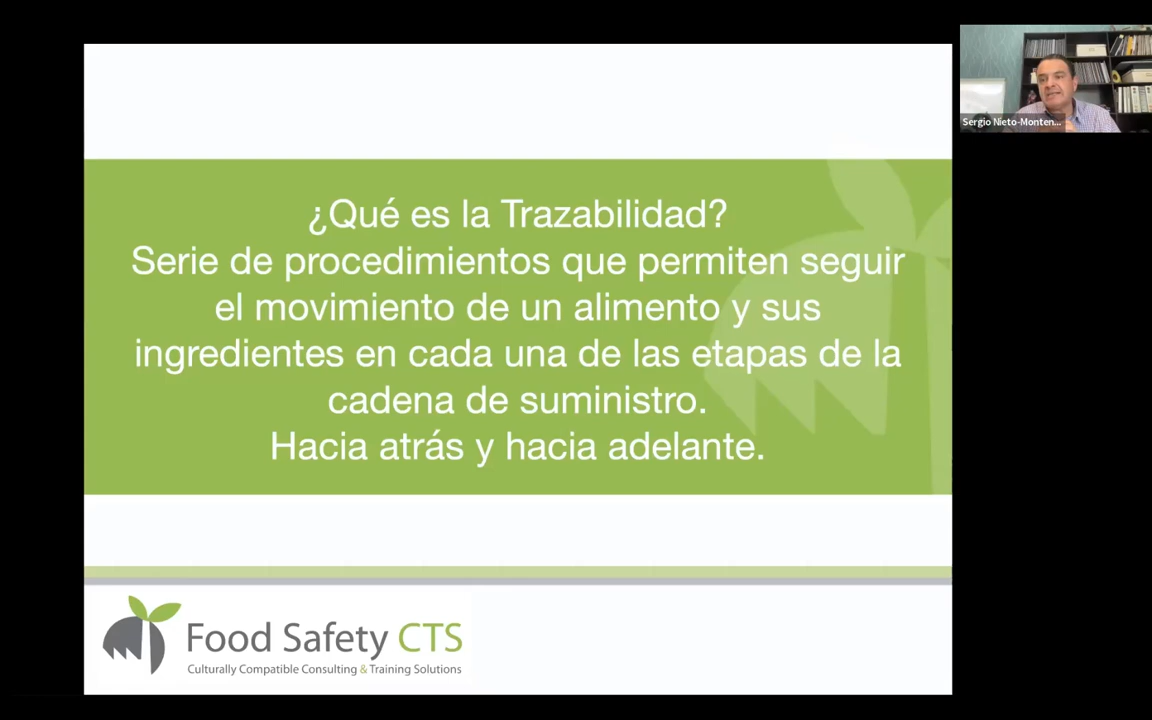 Sergio Nieto-Monten...
¿Qué es la Trazabilidad?
Serie de procedimientos que permiten seguir
el movimiento de un alimento y sus
ingredientes en cada una de las etapas de la
cadena de suministro.
Hacia atrás y hacia adelante.
Food Safety CTS
Culturally Compatible Consulting & Training Solutions